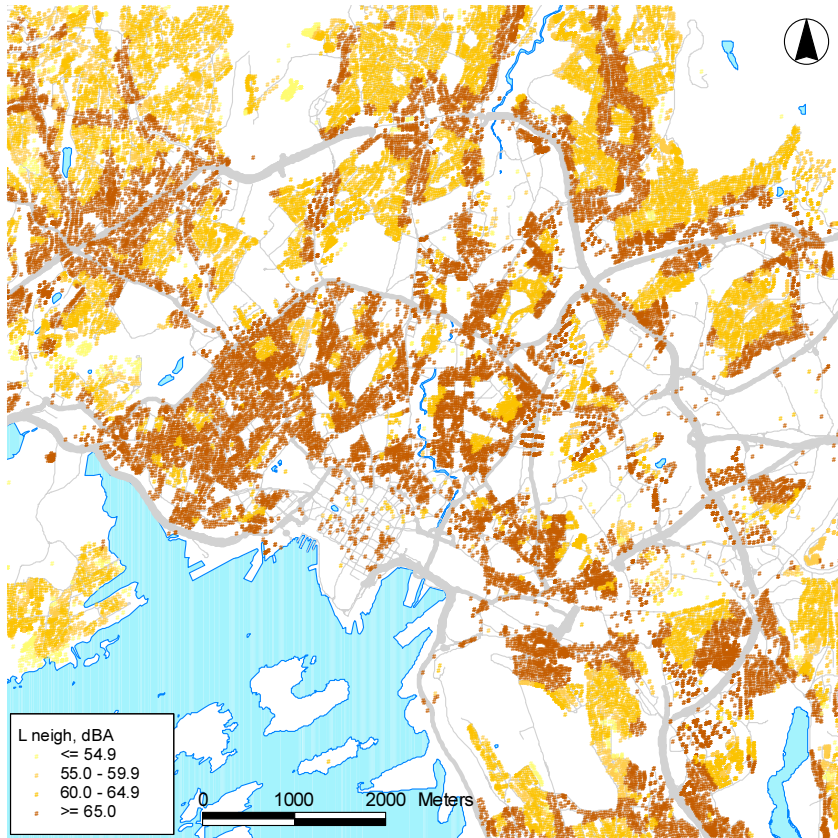 L neigh, dBA
<= 54.9
55.0 - 59.9
60.0 - 64.9
>= 65.0
0 1000 2000 Meters